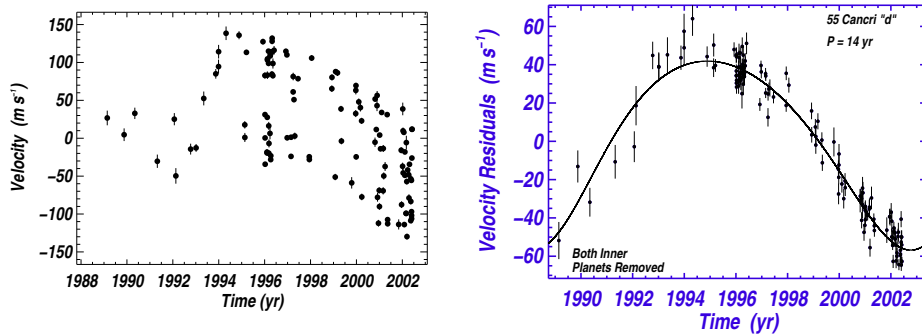 150
100
50
0
−50
−100
−150
Velocity (m s−1)
1988 1990 1992 1994 1996 1998 2000 2002
Time (yr)
60
40
20
0
−20
−40
−60
Velocity Residuals (m s−1)
55 Cancri "d"
P = 14 yr
Both Inner
Planets Removed
1990 1992 1994 1996 1998 2000 2002
Time (yr)